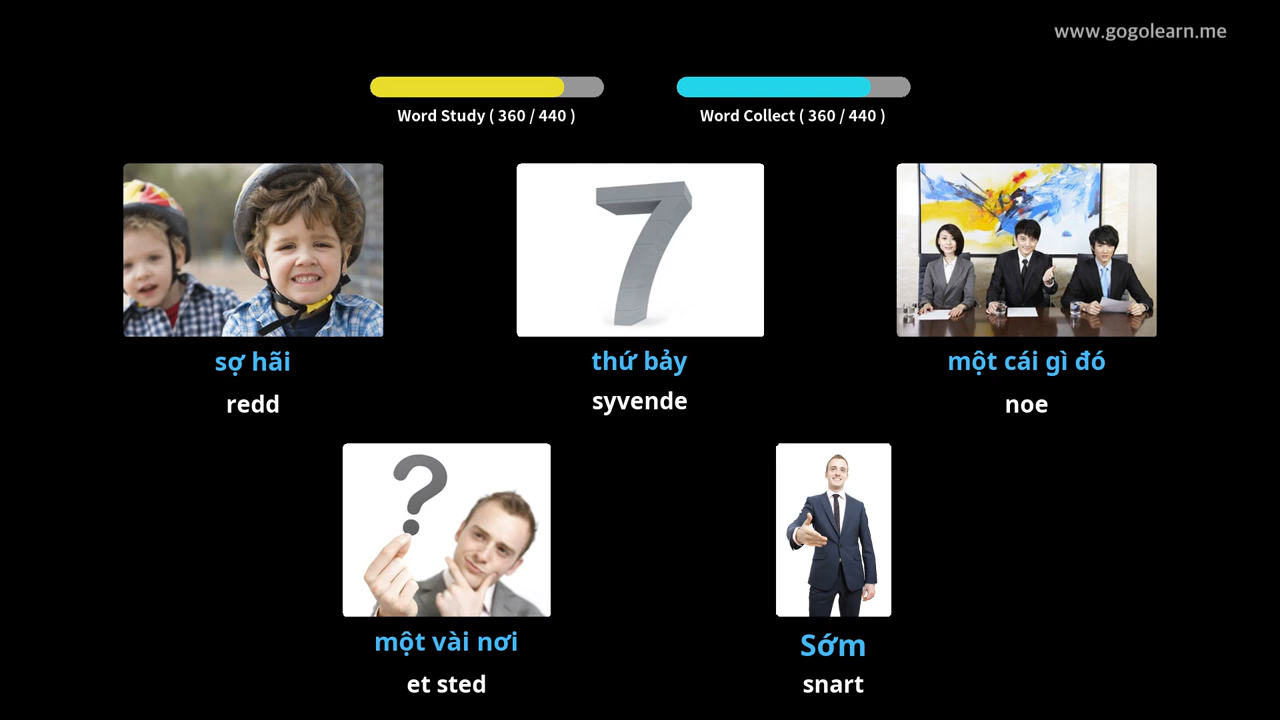 www.gogolearn.me
Word Study ( 360 / 440 )
Word Collect ( 360 / 440 )
sợ hãi
redd
7
thứ bảy
syvende
một cái gì đó
noe
?
một vài nơi
et sted
Sớm
snart